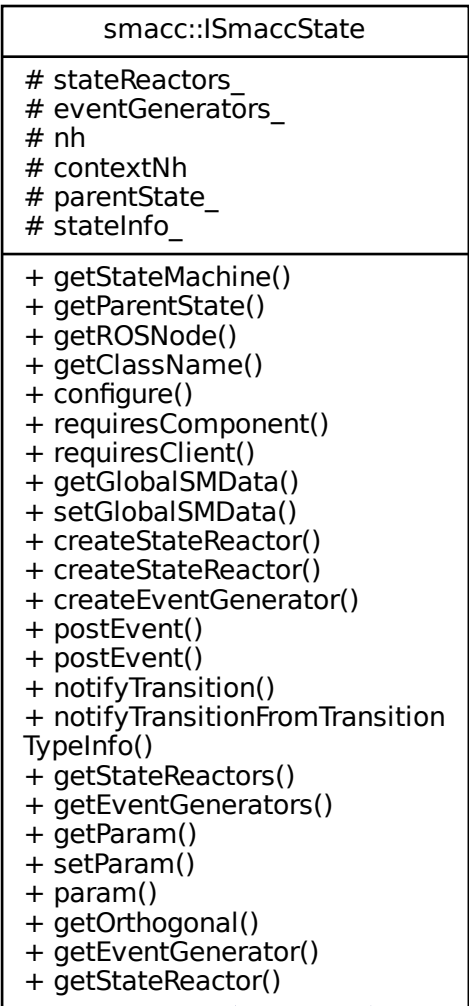 smacc::ISmaccState
# stateReactors_
# eventGenerators_
# nh
# contextNh
# parentState_
# stateInfo_
+ getStateMachine()
+ getParentState()
+ getROSNode()
+ getClassName()
+ configure()
+ requiresComponent()
+ requiresClient()
+ getGlobalSMData()
+ setGlobalSMData()
+ createStateReactor()
+ createStateReactor()
+ createEventGenerator()
+ postEvent()
+ postEvent()
+ notifyTransition()
+ notifyTransitionFromTransition
TypeInfo()
+ getStateReactors()
+ getEventGenerators()
+ getParam()
+ setParam()
+ param()
+ getOrthogonal()
+ getEventGenerator()
+ getStateReactor()